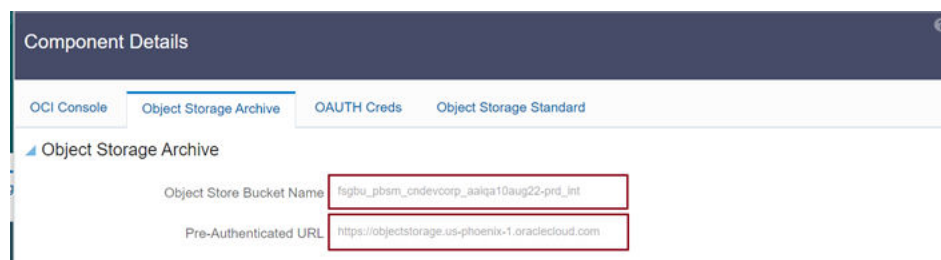 Component Details
OCI Console Object Storage Archive OAUTH Creds Object Storage Standard
Object Storage Archive
Object Store Bucket Name fsgbu_pbsm_cndevcorp_aaiqa10aug22-prd_int
Pre-Authenticated URL https://objectstorage.us-phoenix-1.oraclecloud.com